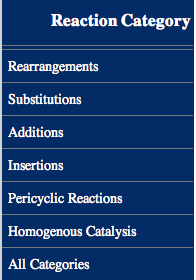 Reaction Category
Rearrangements
Substitutions
Additions
Insertions
Pericyclic Reactions
Homogenous Catalysis
All Categories